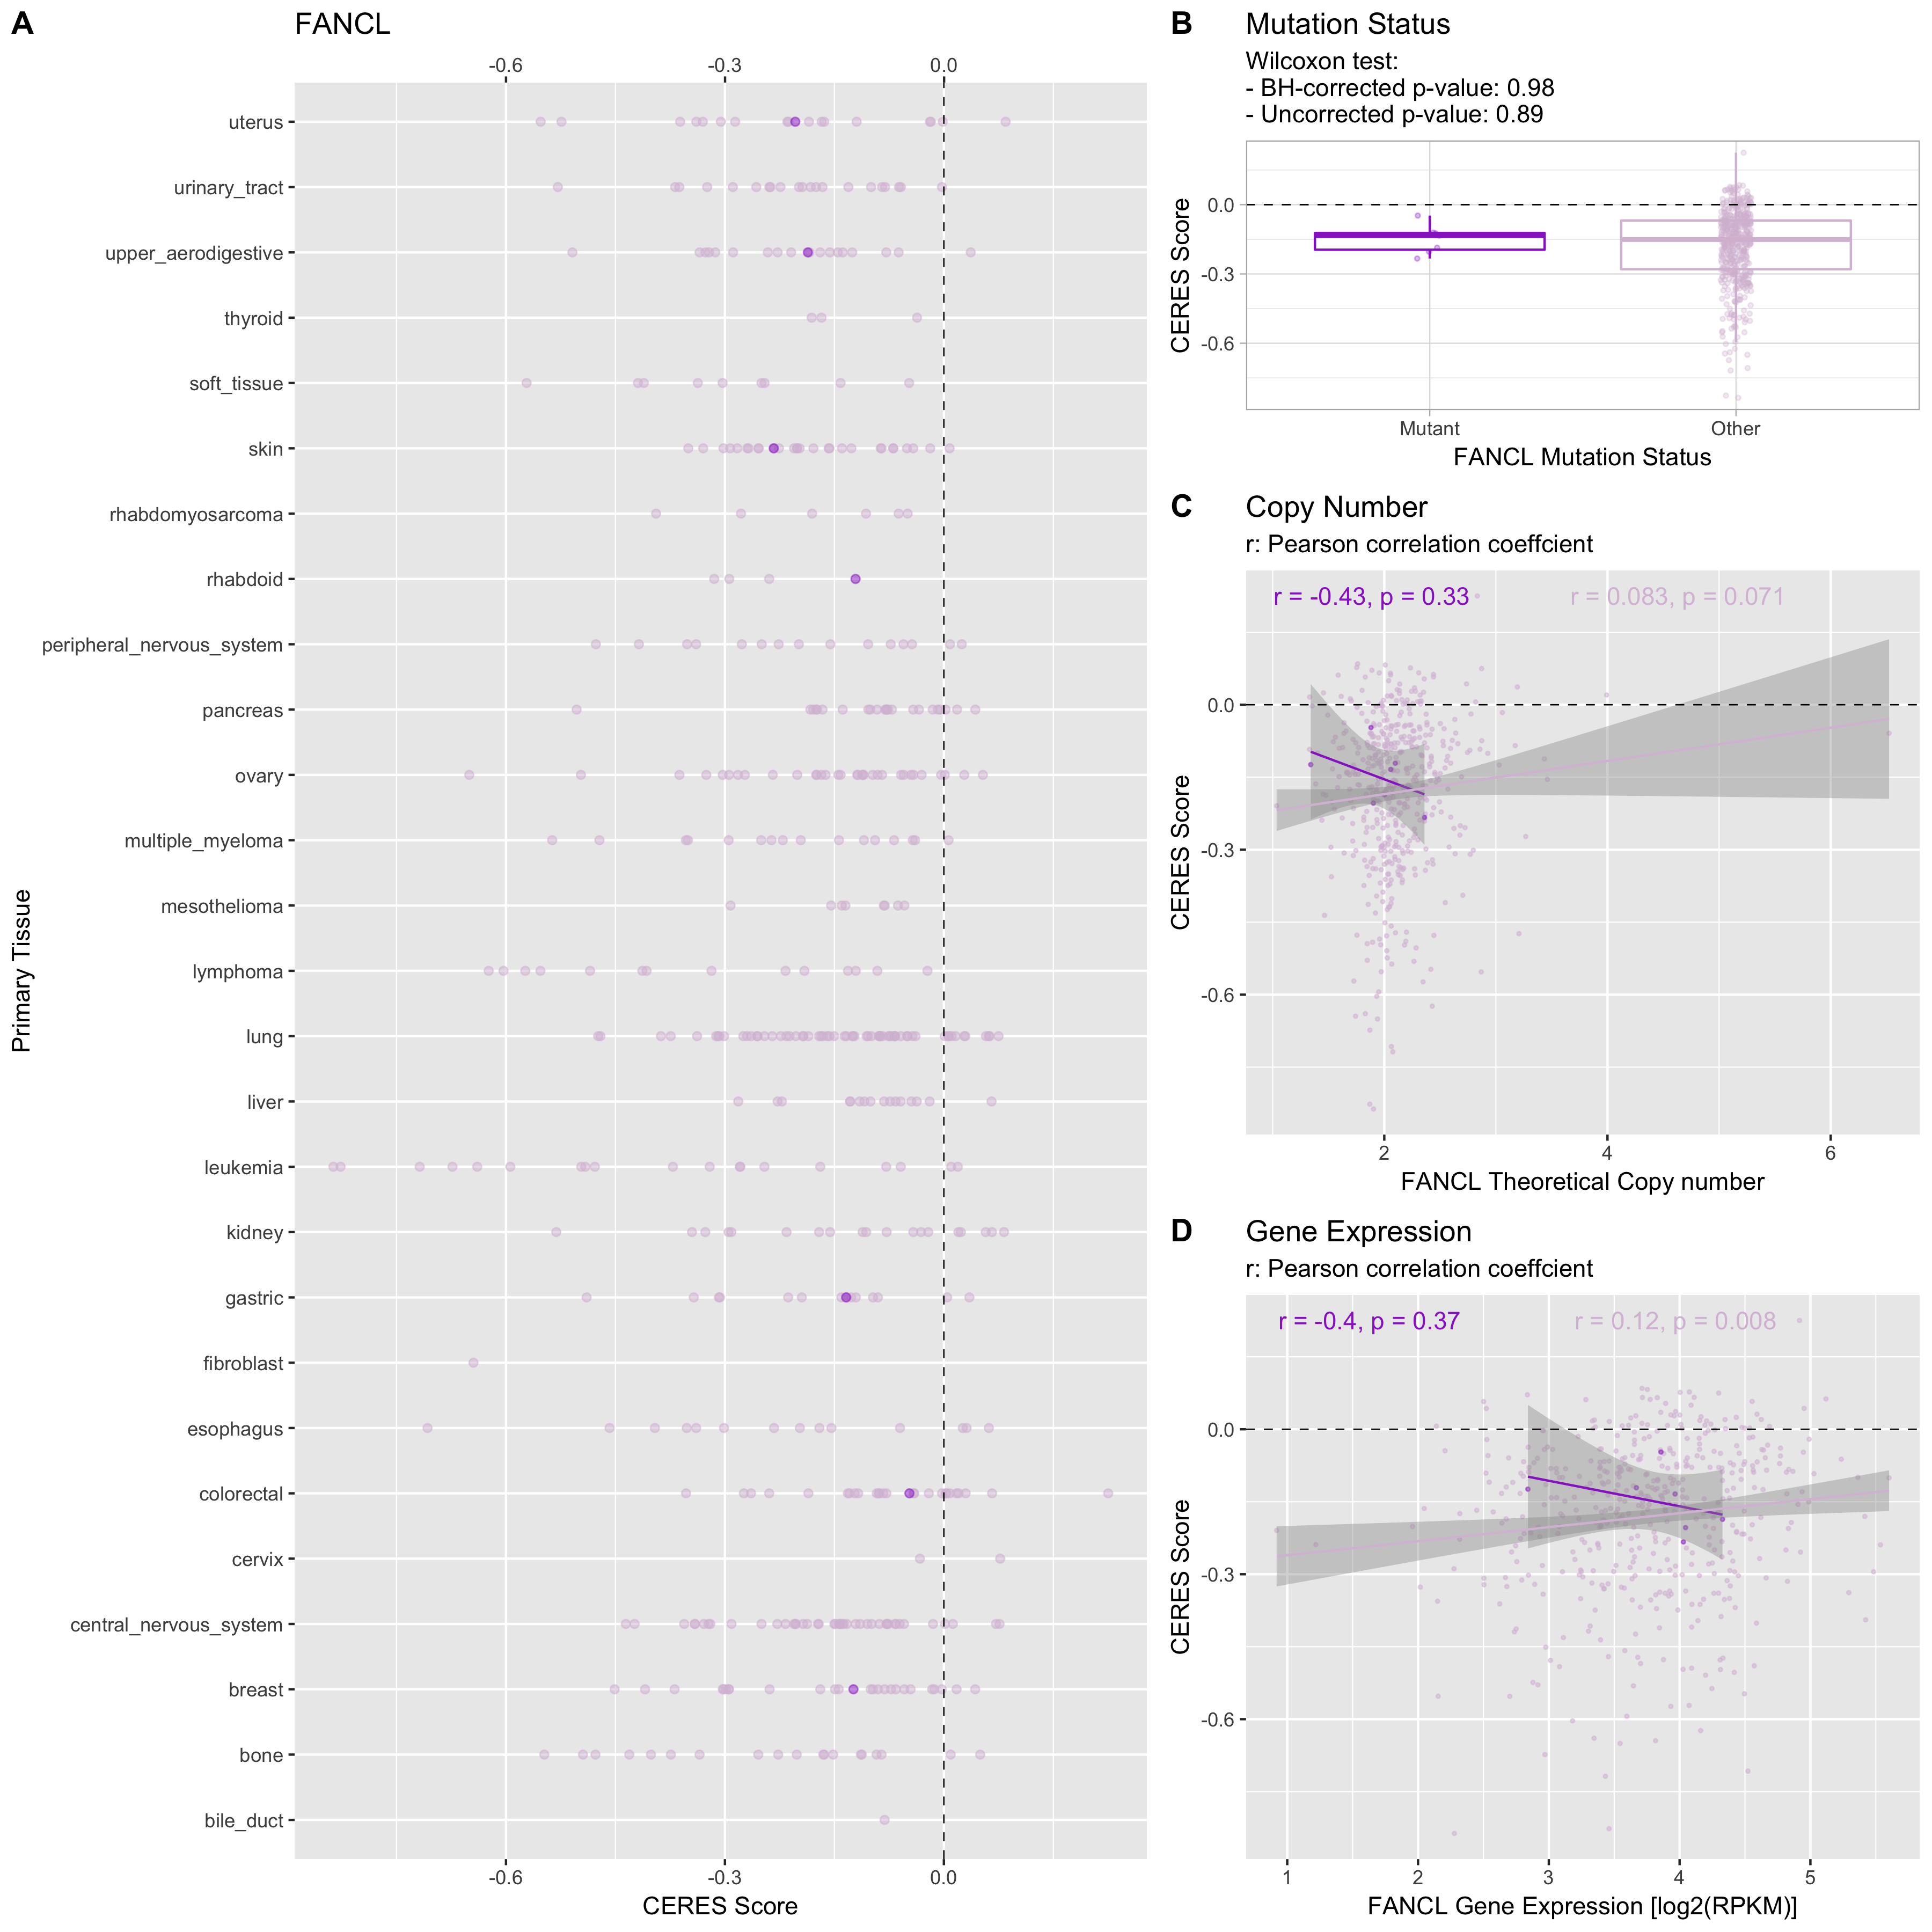 A
FANCL
-0.6 -0.3 0.0
Primary Tissue
uterus
urinary_tract
upper_aerodigestive
thyroid
soft_tissue
skin
rhabdomyosarcoma
rhabdoid
peripheral_nervous_system
pancreas
ovary
multiple_myeloma
mesothelioma
lymphoma
lung
liver
leukemia
kidney
gastric
fibroblast
esophagus
colorectal
cervix
central_nervous_system
breast
bone
bile_duct
-0.6 -0.3 0.0
CERES Score
B
Mutation Status
Wilcoxon test:
- BH-corrected p-value: 0.98
- Uncorrected p-value: 0.89
CERES Score
0.0
-0.3
-0.6
Mutant Other
FANCL Mutation Status
C
Copy Number
r: Pearson correlation coeffcient
r = -0.43, p = 0.33 r = 0.083, p = 0.071
CERES Score
0.0
-0.3
-0.6
2 4 6
FANCL Theoretical Copy number
D
Gene Expression
r: Pearson correlation coeffcient
r = -0.4, p = 0.37 r = 0.12, p = 0.008
CERES Score
0.0
-0.3
-0.6
1 2 3 4 5
FANCL Gene Expression [log2(RPKM)]